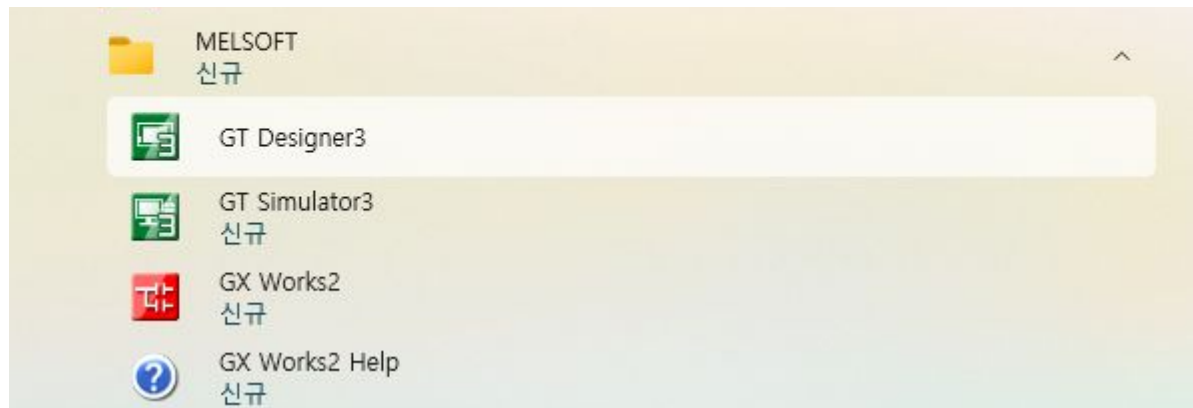 MELSOFT
신규
GT Designer3
GT Simulator3
신규
GX Works2
신규
GX Works2 Help
신규